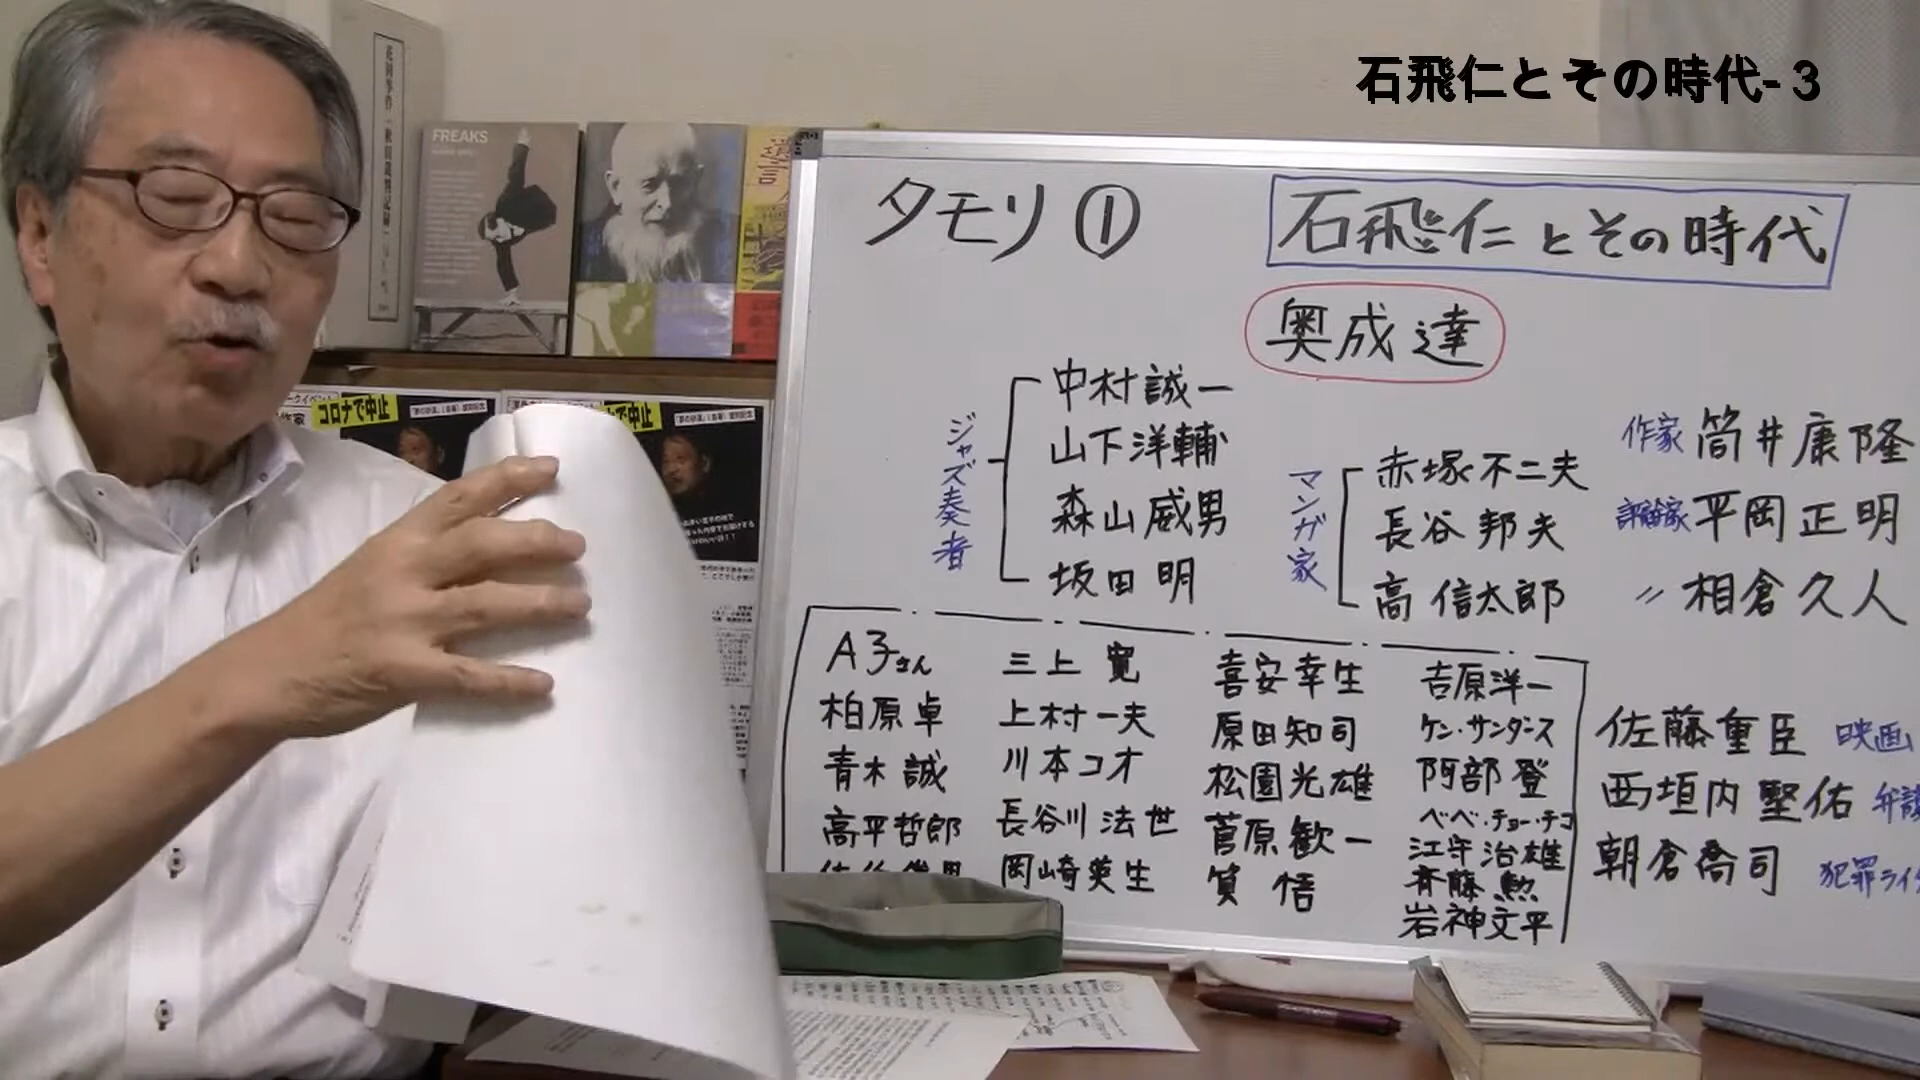 石飛仁とその時代-3
FREAKS
タモリ①
石飛仁とその時代
奥成達
ジャズ奏者
中村誠一
山下洋輔
森山威男
坂田明
マンガ家
赤塚不二夫
長谷邦夫
高信太郎
作家 筒井康隆
評論家 平岡正明
〃 相倉久人
A子さん
柏原卓
青木誠
高平哲郎
三上寛
上村一夫
川本コオ
長谷川法世
岡崎英生
喜安幸生
原田知司
松園光雄
菅原歓一
筧悟
吉原洋一
ケン・サンダース
阿部登
べべ・チョー・チコ
江守治雄
斉藤勲
岩神文平
佐藤重臣 映画
西垣内堅佑 弁護
朝倉喬司 犯罪ライ
コロナで中止
で中止